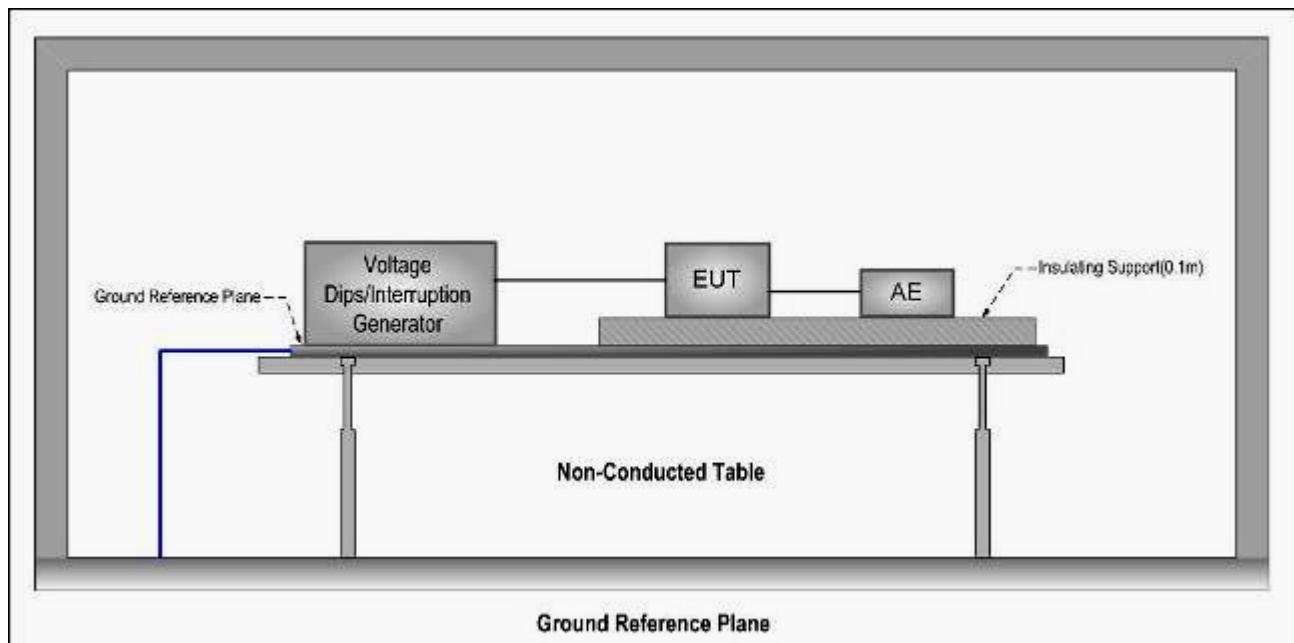 Voltage
Dips/Interruption
Generator
EUT
AE
Insulating Support(0.1m)
Ground Reference Plane
Non-Conducted Table
Ground Reference Plane